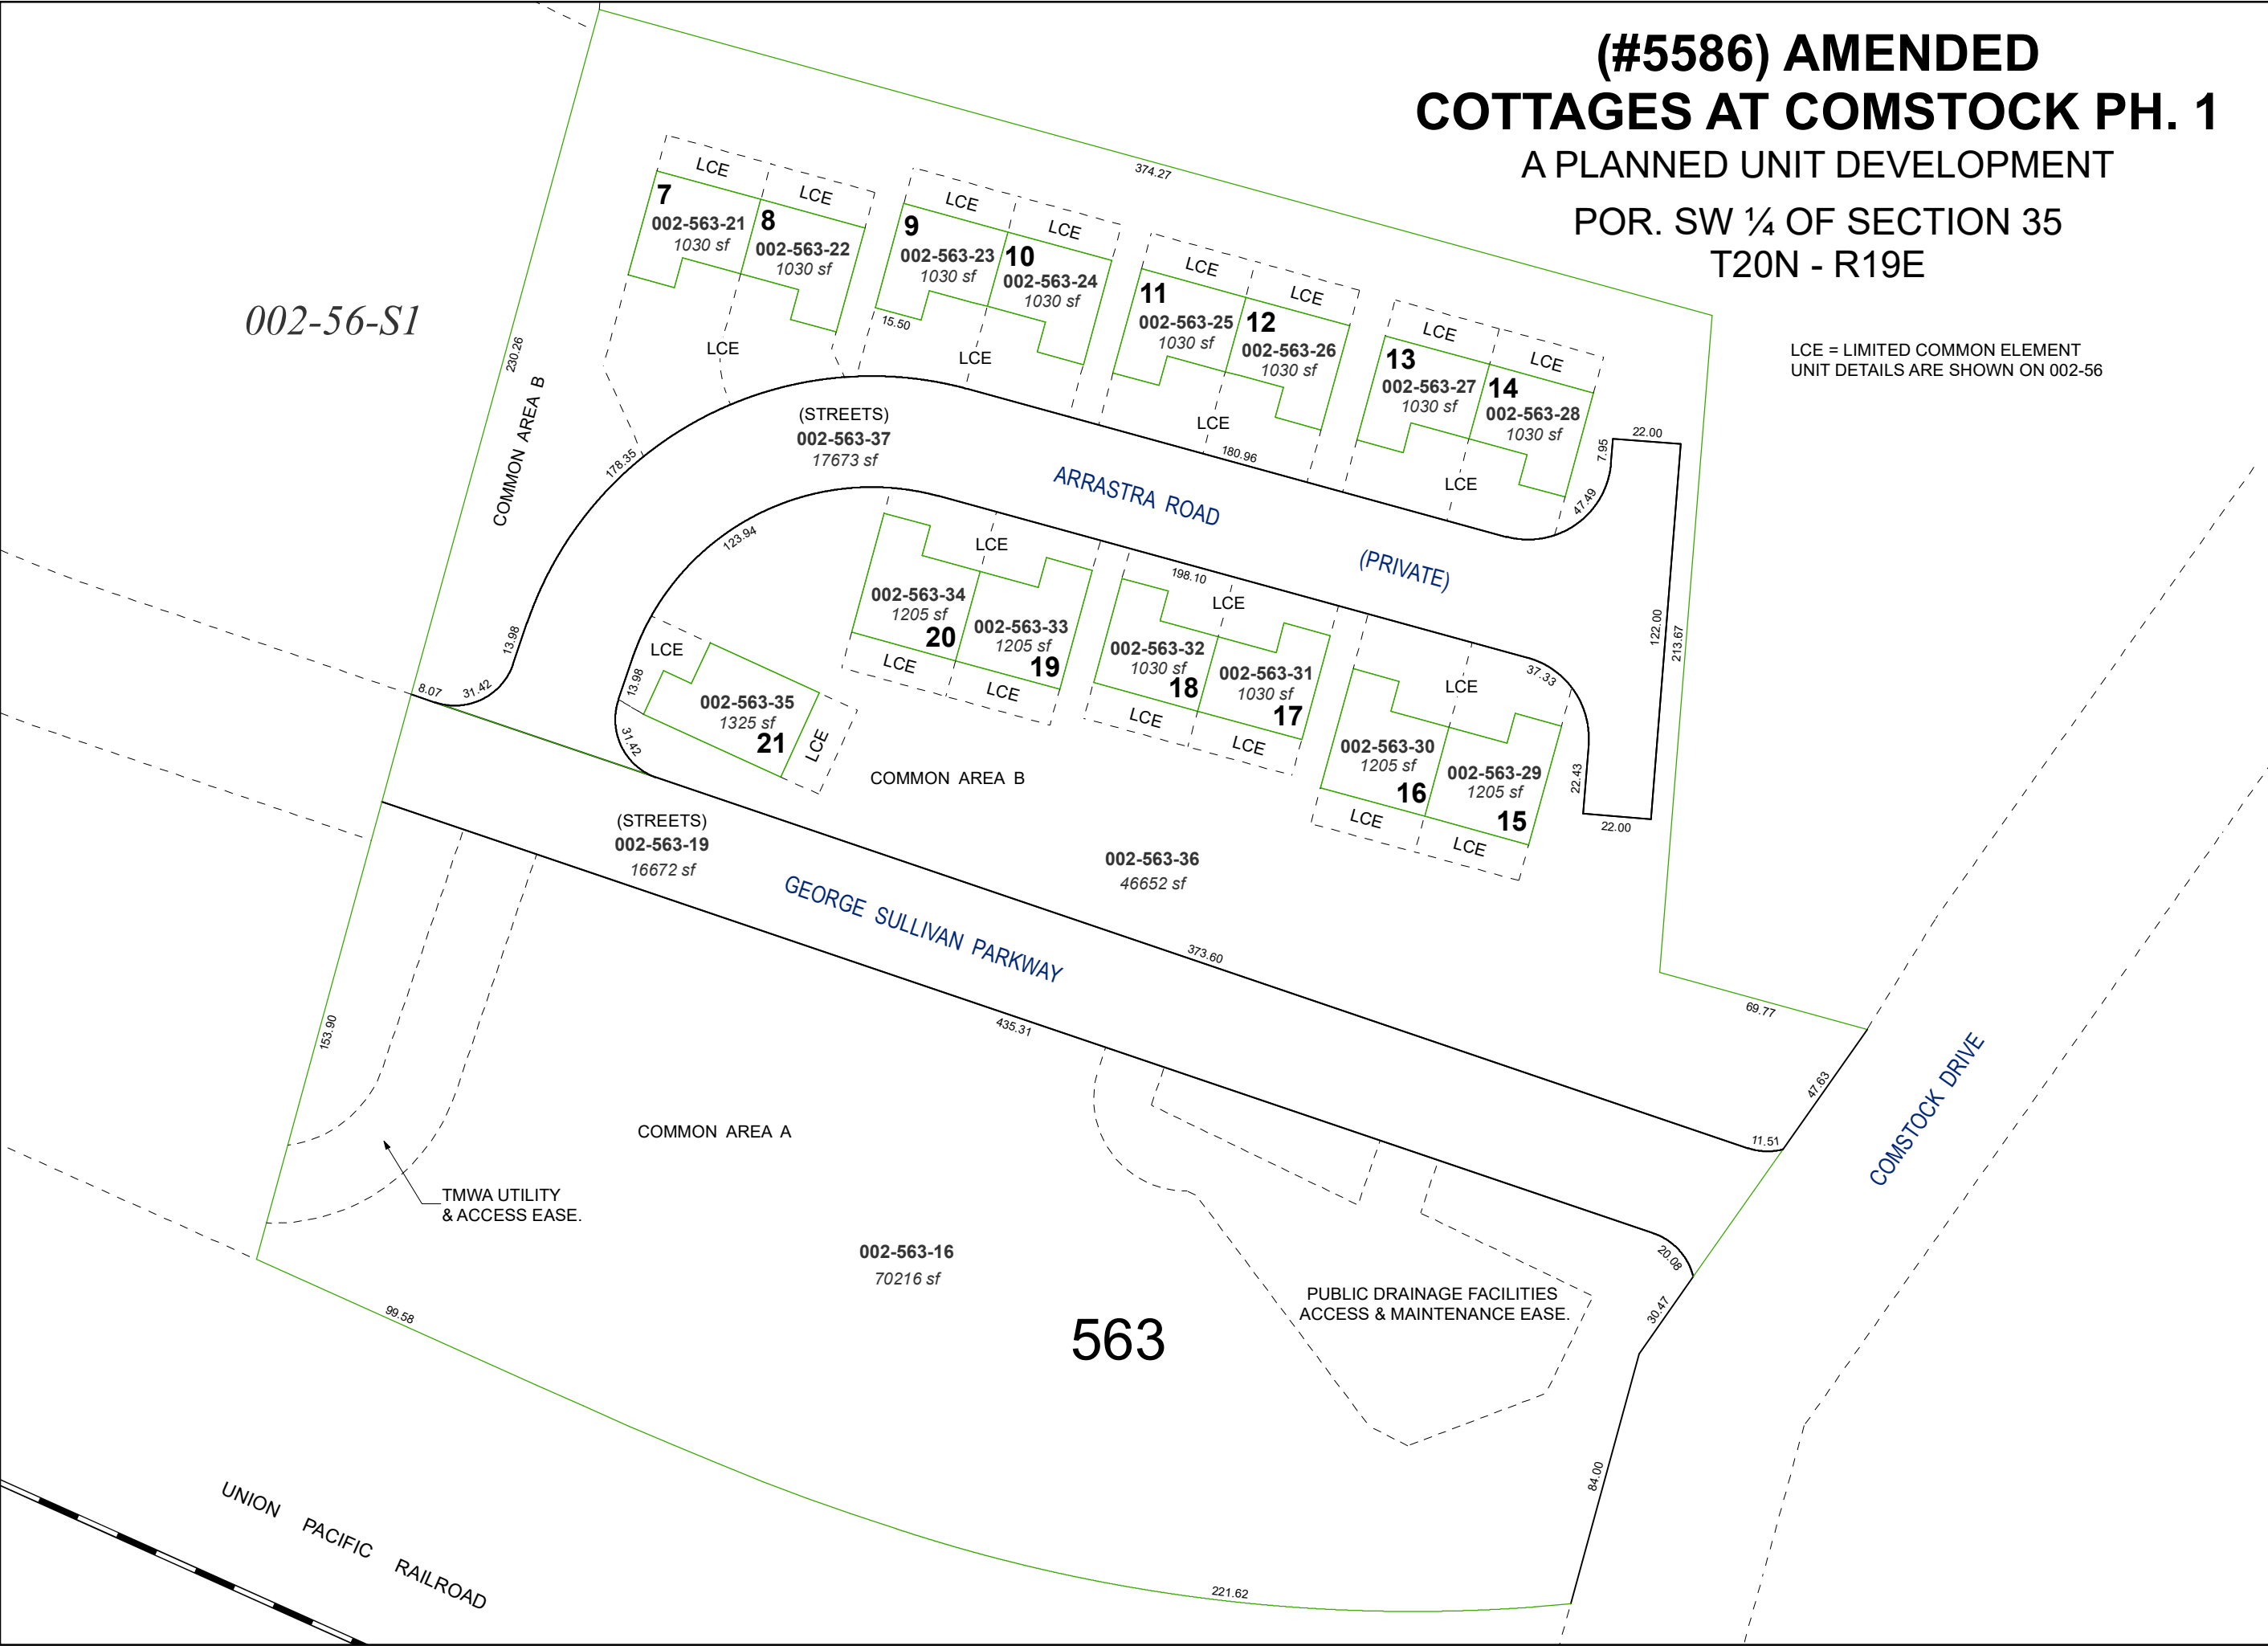 (#5586) AMENDED
COTTAGES AT COMSTOCK PH. 1
A PLANNED UNIT DEVELOPMENT
POR. SW ¼ OF SECTION 35
T20N - R19E
LCE = LIMITED COMMON ELEMENT
UNIT DETAILS ARE SHOWN ON 002-56
374.27
002-56-S1
230.26
COMMON AREA B
LCE
7
002-563-21
1030 sf
LCE
8
002-563-22
1030 sf
LCE
LCE
9
002-563-23
1030 sf
15.50
LCE
10
002-563-24
1030 sf
LCE
LCE
11
002-563-25
1030 sf
LCE
12
002-563-26
1030 sf
LCE
LCE
13
002-563-27
1030 sf
LCE
14
002-563-28
1030 sf
LCE
(STREETS)
002-563-37
17673 sf
178.35
180.96
47.49
7.95
22.00
122.00
213.67
ARRASTRA ROAD
(PRIVATE)
123.94
198.10
37.33
22.43
22.00
13.98
8.07
31.42
13.98
31.42
LCE
002-563-34
1205 sf
20
LCE
002-563-33
1205 sf
19
LCE
LCE
002-563-32
1030 sf
18
LCE
002-563-31
1030 sf
17
LCE
LCE
002-563-30
1205 sf
16
LCE
002-563-29
1205 sf
15
LCE
LCE
002-563-35
1325 sf
21
LCE
COMMON AREA B
002-563-36
46652 sf
(STREETS)
002-563-19
16672 sf
GEORGE SULLIVAN PARKWAY
373.60
435.31
69.77
47.63
11.51
COMSTOCK DRIVE
153.90
COMMON AREA A
TMWA UTILITY
& ACCESS EASE.
002-563-16
70216 sf
563
PUBLIC DRAINAGE FACILITIES
ACCESS & MAINTENANCE EASE.
20.08
30.47
84.00
99.58
221.62
UNION PACIFIC RAILROAD